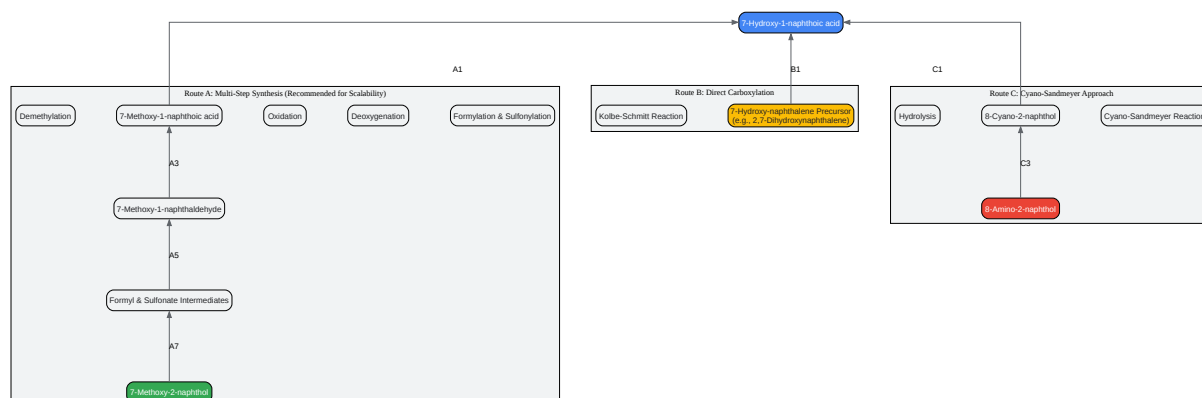 7-Hydroxy-1-naphthoic acid
A1
B1
C1
Route A: Multi-Step Synthesis (Recommended for Scalability)
Demethylation
7-Methoxy-1-naphthoic acid
Oxidation
Deoxygenation
Formylation & Sulfonylation
A3
7-Methoxy-1-naphthaldehyde
A5
Formyl & Sulfonate Intermediates
A7
7-Methoxy-2-naphthol
Route B: Direct Carboxylation
Kolbe-Schmitt Reaction
7-Hydroxy-naphthalene Precursor
(e.g., 2,7-Dihydroxynaphthalene)
Route C: Cyano-Sandmeyer Approach
Hydrolysis
8-Cyano-2-naphthol
Cyano-Sandmeyer Reaction
C3
8-Amino-2-naphthol